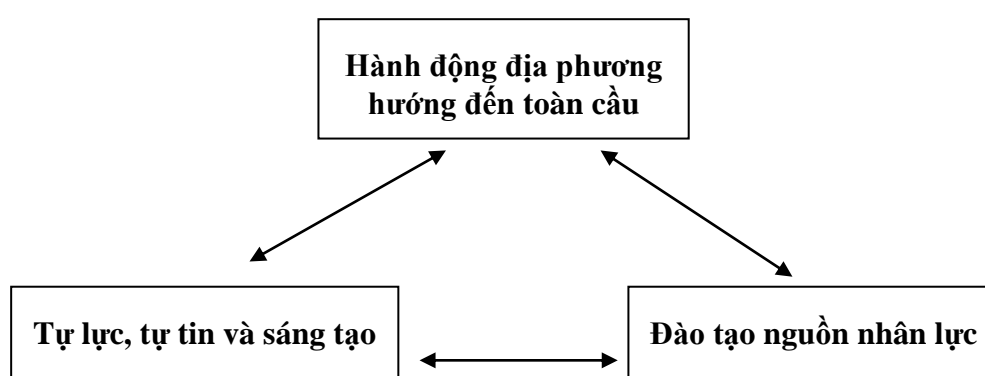 Hành động địa phương
hướng đến toàn cầu
Tự lực, tự tin và sáng tạo
Đào tạo nguồn nhân lực